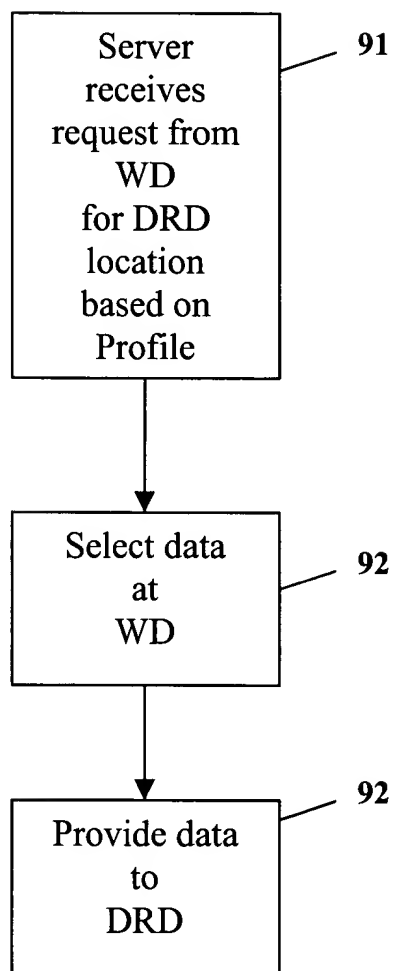 Server
receives
request from
WD
for DRD
location
based on
Profile
91
Select data
at
WD
92
Provide data
to
DRD
92